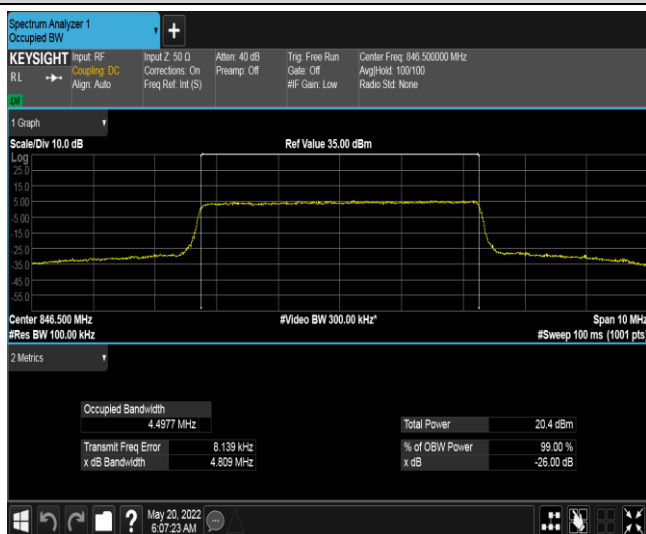 Spectrum Analyzer 1
Occupied BW
+
KEYSIGHT Input: RF Input Z: 50 Ω Atten: 40 dB Trig: Free Run Center Freq: 846.500000 MHz
RL Coupling: DC Corrections: On Preamp: Off Gate: Off Avg|Hold: 100/100
Align: Auto Freq Ref: Int (S) #IF Gain: Low Radio Std: None
1 Graph
Scale/Div 10.0 dB Ref Value 35.00 dBm
Log
25.0
15.0
5.00
-5.00
-15.0
-25.0
-35.0
-45.0
-55.0
Center 846.500 MHz #Video BW 300.00 kHz* Span 10 MHz
#Res BW 100.00 kHz #Sweep 100 ms (1001 pts)
2 Metrics
Occupied Bandwidth
4.4977 MHz Total Power 20.4 dBm
Transmit Freq Error 8.139 kHz % of OBW Power 99.00 %
x dB Bandwidth 4.809 MHz x dB -26.00 dB
? May 20, 2022
6:07:23 AM